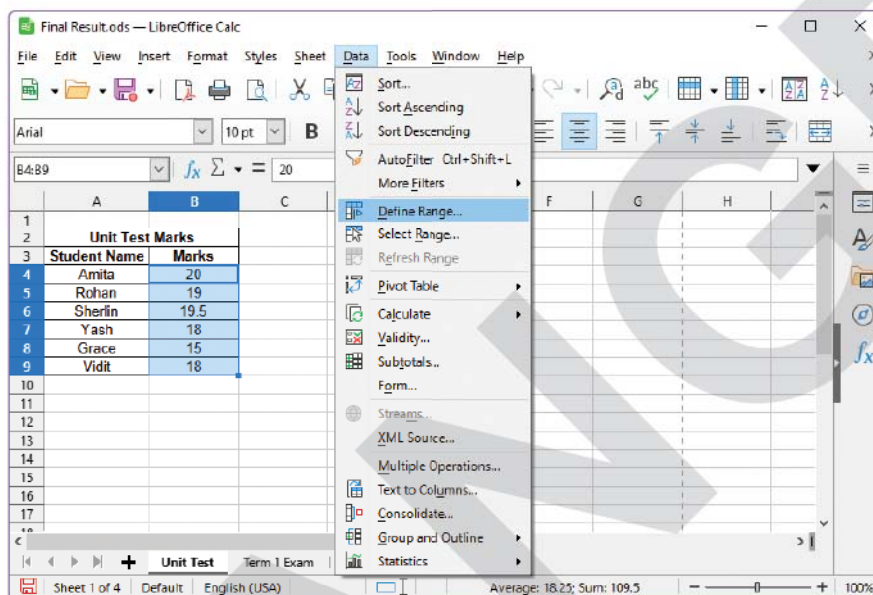 Final Result.ods — LibreOffice Calc
File Edit View Insert Format Styles Sheet Data Tools Window Help
Arial
10 pt
B
B4:B9
20
A B C F G H
1
2 Unit Test Marks
3 Student Name Marks
4 Amita 20
5 Rohan 19
6 Sherlin 19.5
7 Yash 18
8 Grace 15
9 Vidit 18
10
11
12
13
14
15
16
17
Sort...
Sort Ascending
Sort Descending
AutoFilter Ctrl+Shift+L
More Filters
Define Range...
Select Range...
Refresh Range
Pivot Table
Calculate
Validity...
Subtotals...
Form...
Streams...
XML Source...
Multiple Operations...
Text to Columns...
Consolidate...
Group and Outline
Statistics
Unit Test Term 1 Exam
Sheet 1 of 4 Default English (USA) Average: 18.25; Sum: 109.5 100%